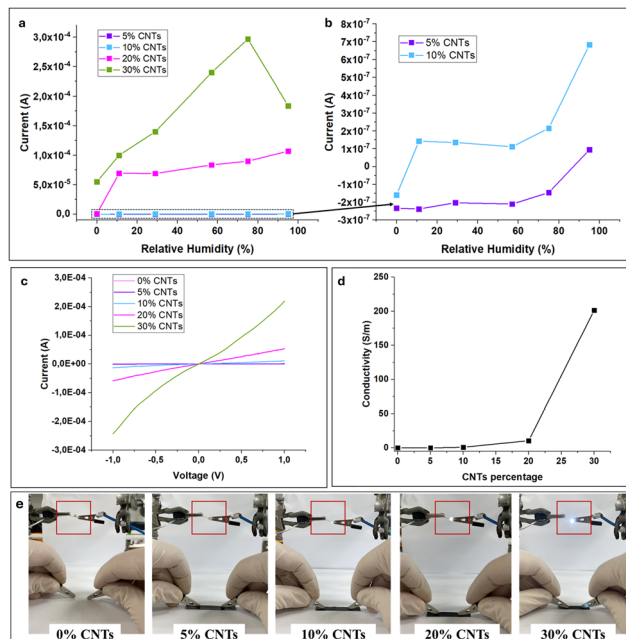 a
5% CNTs
10% CNTs
20% CNTs
30% CNTs
Current (A)
3,0x10⁻⁴
2,5x10⁻⁴
2,0x10⁻⁴
1,5x10⁻⁴
1,0x10⁻⁴
5,0x10⁻⁵
0,0
0 20 40 60 80 100
Relative Humidity (%)
b
5% CNTs
10% CNTs
Current (A)
8x10⁻⁷
7x10⁻⁷
6x10⁻⁷
5x10⁻⁷
4x10⁻⁷
3x10⁻⁷
2x10⁻⁷
1x10⁻⁷
0
-1x10⁻⁷
-2x10⁻⁷
-3x10⁻⁷
0 20 40 60 80 100
Relative Humidity (%)
c
0% CNTs
5% CNTs
10% CNTs
20% CNTs
30% CNTs
Current (A)
3,0E-04
2,0E-04
1,0E-04
0,0E+00
-1,0E-04
-2,0E-04
-3,0E-04
-1,0 -0,5 0,0 0,5 1,0
Voltage (V)
d
Conductivity (S/m)
250
200
150
100
50
0
0 5 10 15 20 25 30
CNTs percentage
e
0% CNTs
5% CNTs
10% CNTs
20% CNTs
30% CNTs